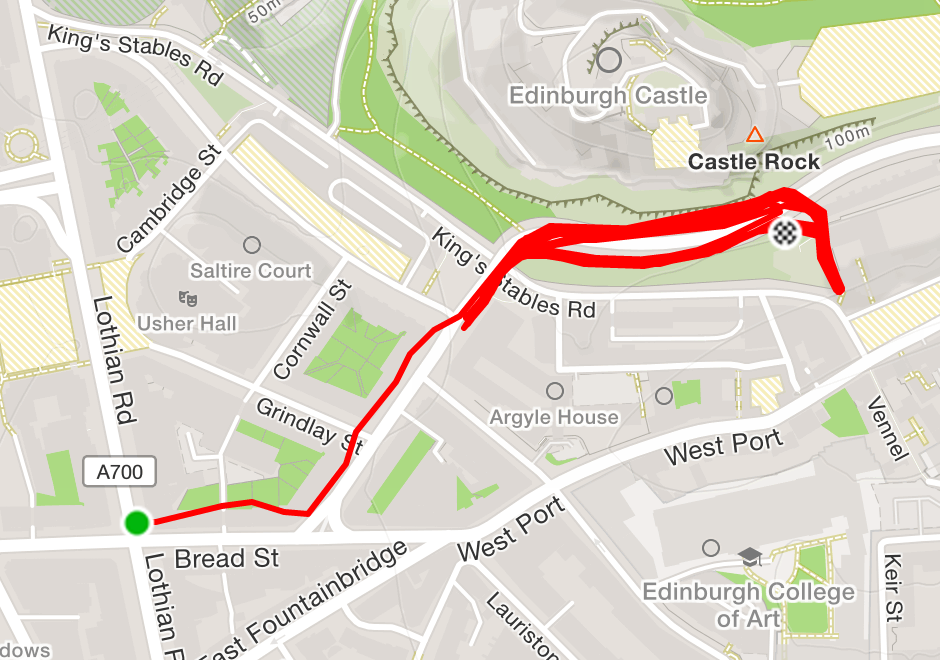 50m
King's Stables Rd
Edinburgh Castle
100m
Castle Rock
Cambridge St
King's Stables Rd
Saltire Court
Usher Hall
Cornwall St
Lothian Rd
Grindlay St
Argyle House
Vennel
West Port
A700
Bread St
West Port
East Fountainbridge
Lothian R
Edinburgh College
of Art
Keir St
Lauriston
dows